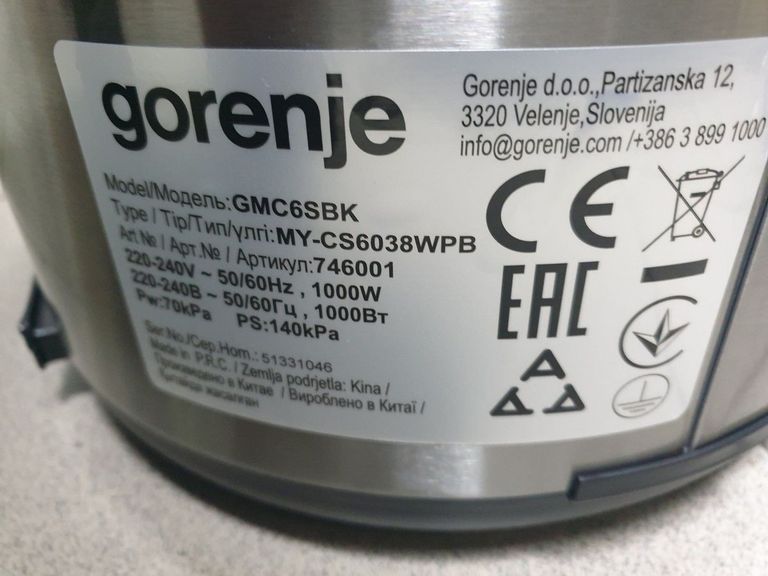 gorenje
Gorenje d.o.o.,Partizanska 12,
3320 Velenje,Slovenija
info@gorenje.com /+386 3 899 1000
Model/Модель:GMC6SBK
Type / Tip/Тип/үлгі:MY-CS6038WPB
Art № / Арт.№ / Артикул:746001
220-240V ~ 50/60Hz , 1000W
220-240В ~ 50/60Гц , 1000Вт
Pw:70kPa PS:140kPa
Ser.No./Сер.Ном.: 51331046
Made in P.R.C. / Zemlja podrjetla: Kina /
Произведено в Китае / Вироблено в Китаї /
Қытайда жасалған
CE
EAC